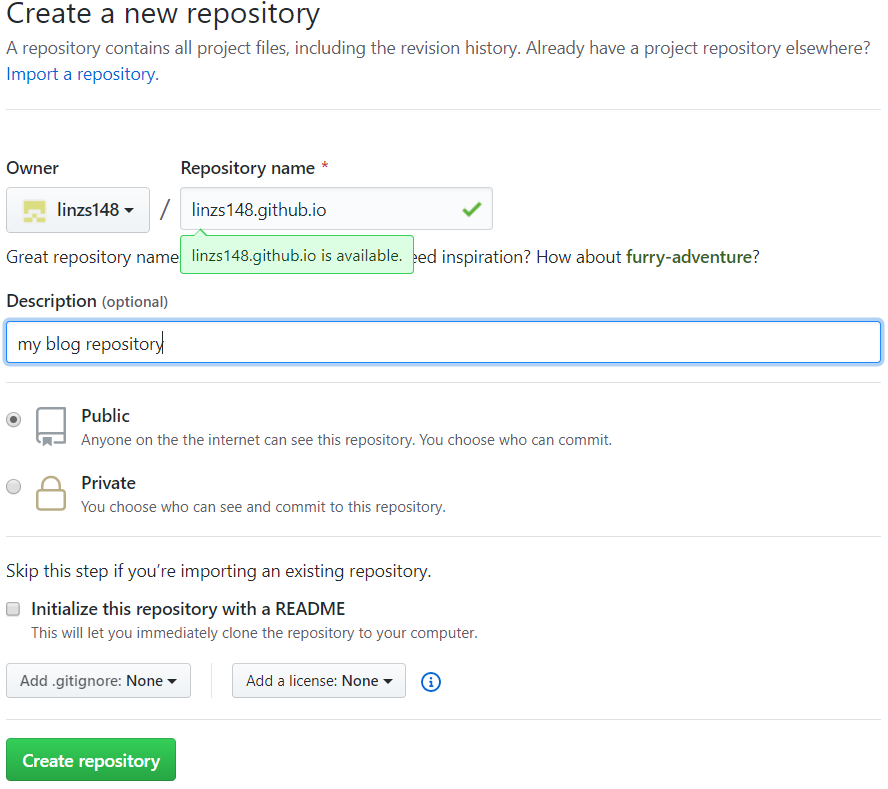 Create a new repository
A repository contains all project files, including the revision history. Already have a project repository elsewhere?
Import a repository.
Owner
Repository name *
linzs148
/
linzs148.github.io
Great repository name
linzs148.github.io is available.
inspiration? How about furry-adventure?
Description (optional)
my blog repository
Public
Anyone on the the internet can see this repository. You choose who can commit.
Private
You choose who can see and commit to this repository.
Skip this step if you're importing an existing repository.
Initialize this repository with a README
This will let you immediately clone the repository to your computer.
Add .gitignore: None
Add a license: None
Create repository